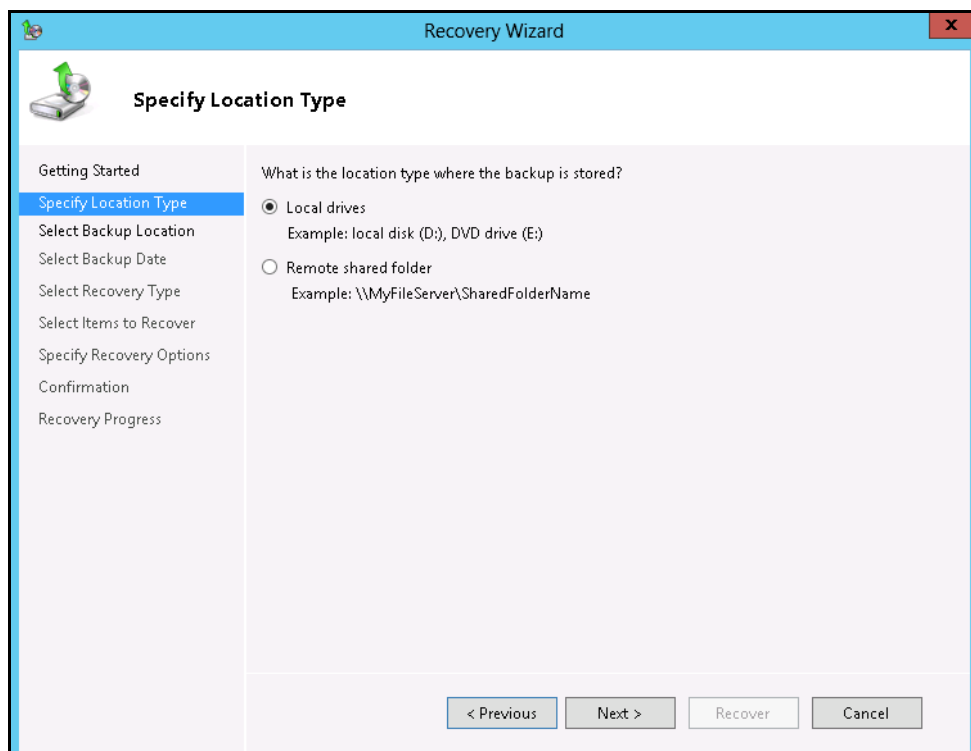 Recovery Wizard
X
Specify Location Type
Getting Started
Specify Location Type
Select Backup Location
Select Backup Date
Select Recovery Type
Select Items to Recover
Specify Recovery Options
Confirmation
Recovery Progress
What is the location type where the backup is stored?
Local drives
Example: local disk (D:), DVD drive (E:)
Remote shared folder
Example: \\MyFileServer\SharedFolderName
< Previous
Next >
Recover
Cancel